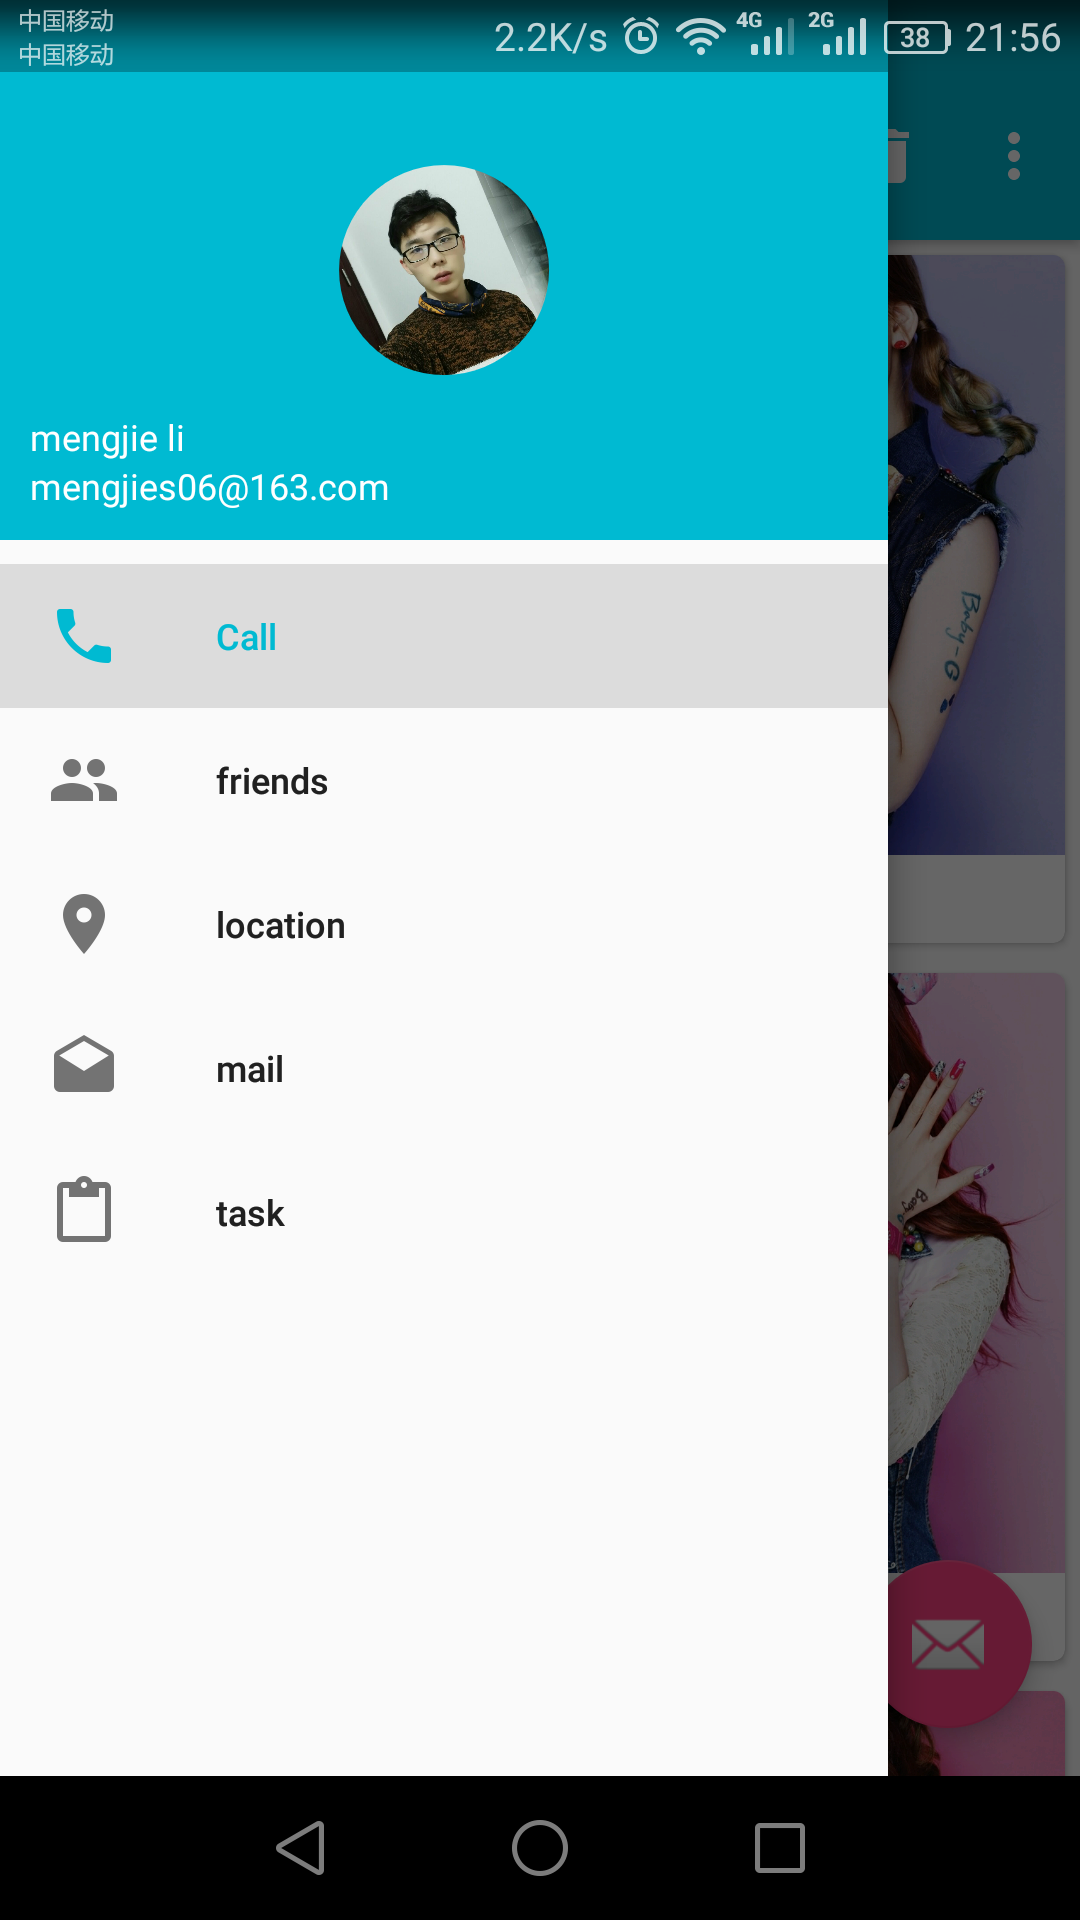 中国移动
中国移动
2.2K/s 4G 2G 38 21:56
mengjie li
mengjies06@163.com
Call
friends
location
mail
task
Baby-G
Baby